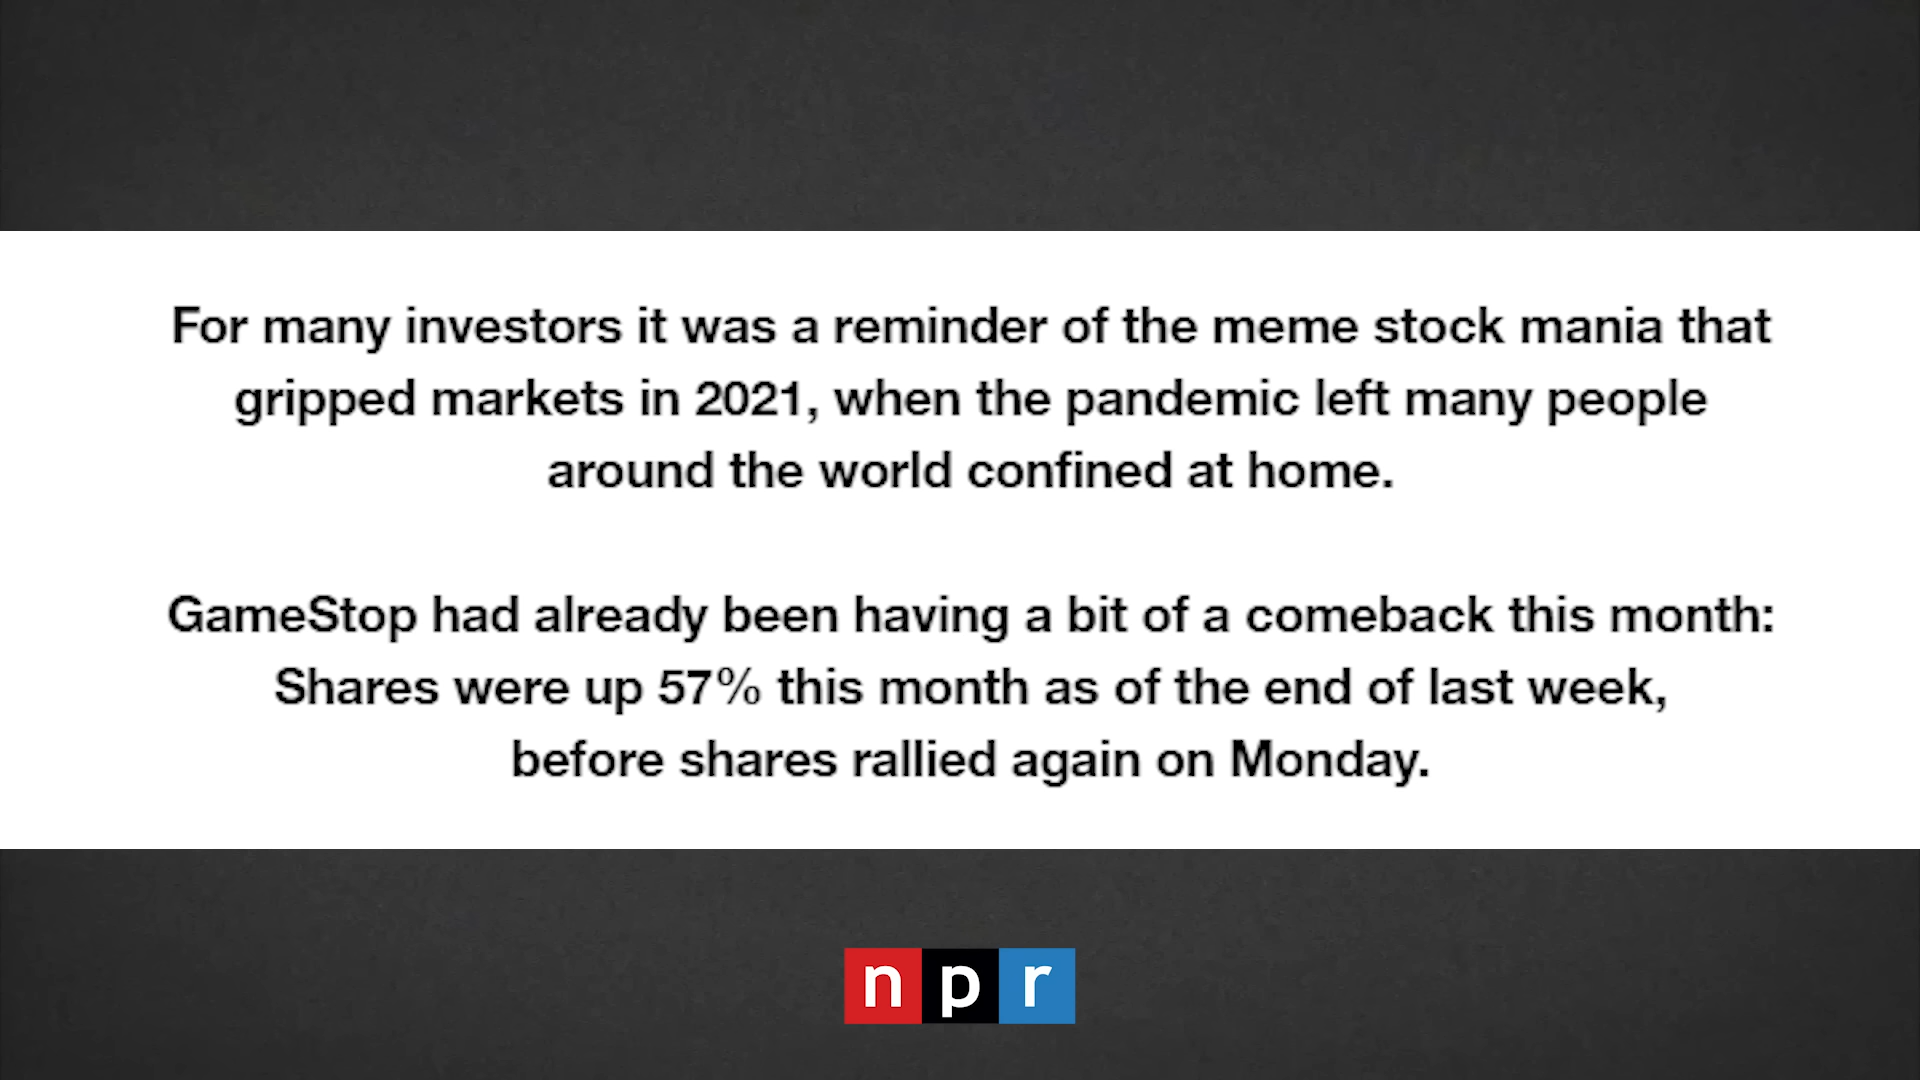 For many investors it was a reminder of the meme stock mania that
gripped markets in 2021, when the pandemic left many people
around the world confined at home.
GameStop had already been having a bit of a comeback this month:
Shares were up 57% this month as of the end of last week,
before shares rallied again on Monday.
npr